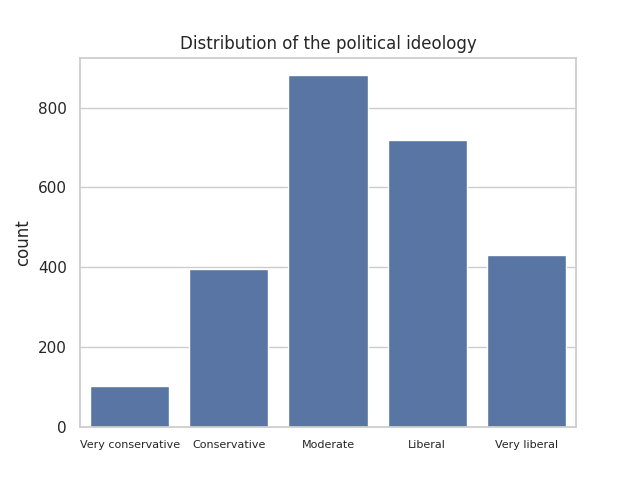 Distribution of the political ideology
800
600
400
200
0
count
Very conservative
Conservative
Moderate
Liberal
Very liberal